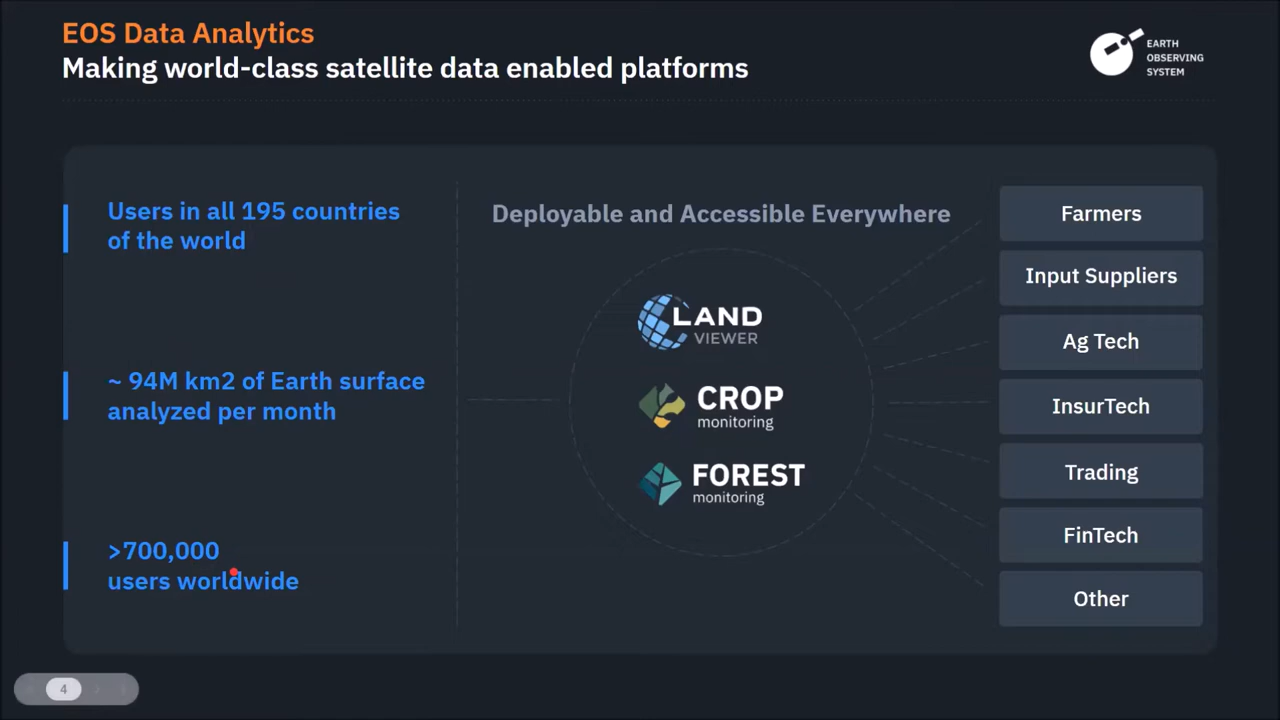 EOS Data Analytics
Making world-class satellite data enabled platforms
EARTH
OBSERVING
SYSTEM
Users in all 195 countries
of the world
~ 94M km2 of Earth surface
analyzed per month
>700,000
users worldwide
Deployable and Accessible Everywhere
LAND
VIEWER
CROP
monitoring
FOREST
monitoring
Farmers
Input Suppliers
Ag Tech
InsurTech
Trading
FinTech
Other
4